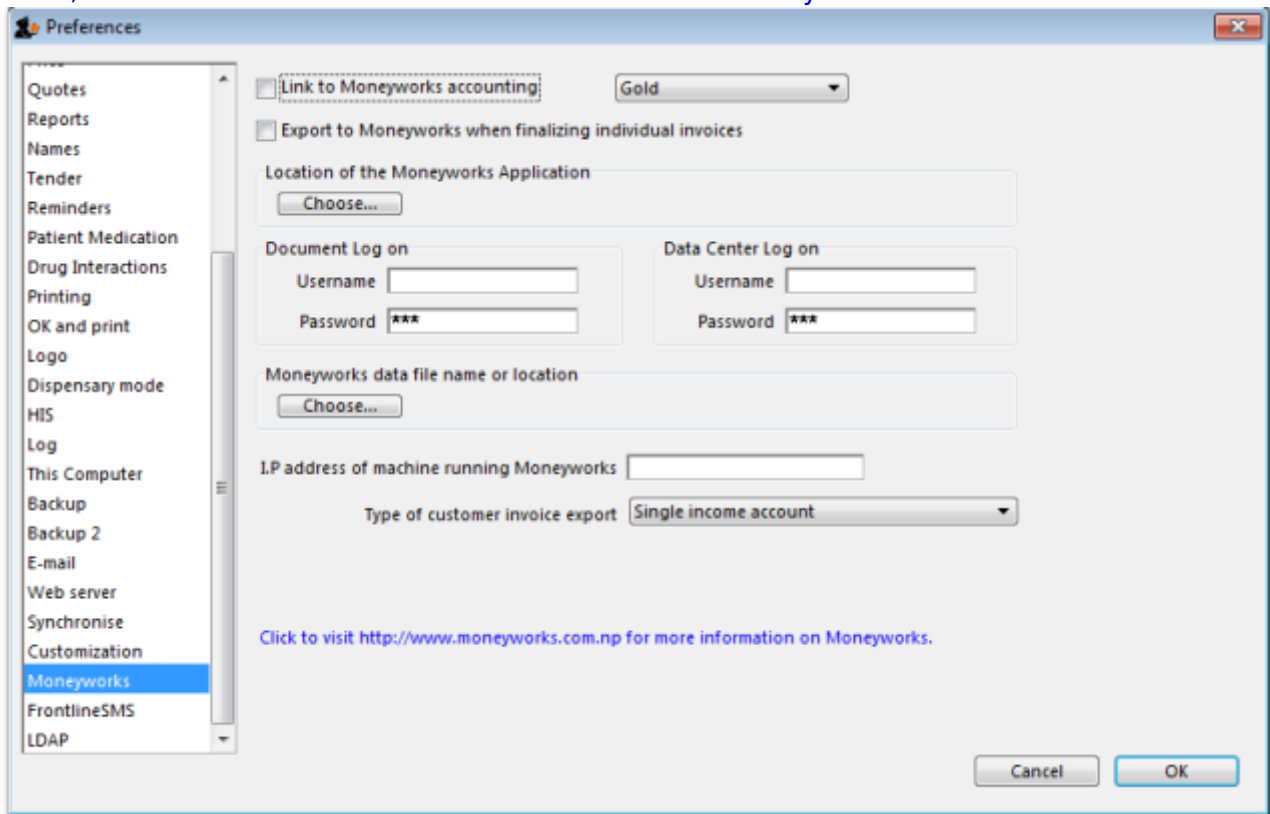 Preferences
Quotes
Reports
Names
Tender
Reminders
Patient Medication
Drug Interactions
Printing
OK and print
Logo
Dispensary mode
HIS
Log
This Computer
Backup
Backup 2
E-mail
Web server
Synchronise
Customization
Moneyworks
FrontlineSMS
LDAP
Link to Moneyworks accounting
Gold
Export to Moneyworks when finalizing individual invoices
Location of the Moneyworks Application
Choose...
Document Log on
Username
Password ***
Data Center Log on
Username
Password ***
Moneyworks data file name or location
Choose...
I.P address of machine running Moneyworks
Type of customer invoice export Single income account
Click to visit http://www.moneyworks.com.np for more information on Moneyworks.
Cancel
OK